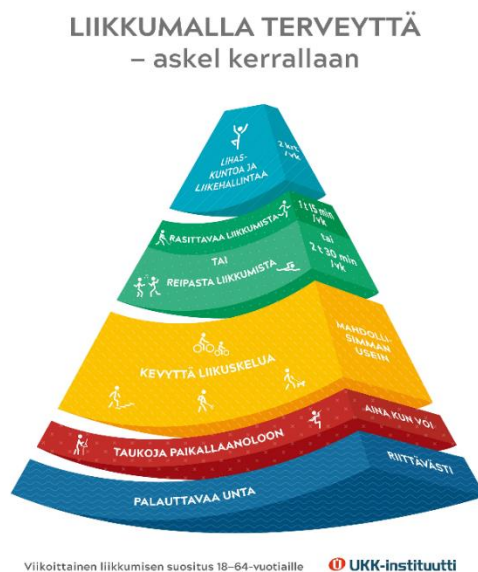 LIIKKUMALLA TERVEYTTÄ
– askel kerrallaan
LIHAS-
KUNTOA JA
LIIKEHALLINTAA
2 krt
/vk
RASITTAVAA LIIKKUMISTA
1 t 15 min
/vk
TAI
tai
REIPASTA LIIKKUMISTA
2 t 30 min
/vk
KEVYTTÄ LIIKUSKELUA
MAHDOLLI-
SIMMAN
USEIN
TAUKOJA PAIKALLAANOLOON
AINA KUN VOI
PALAUTTAVAA UNTA
RIITTÄVÄSTI
Viikoittainen liikkumisen suositus 18–64-vuotiaille
UKK-instituutti